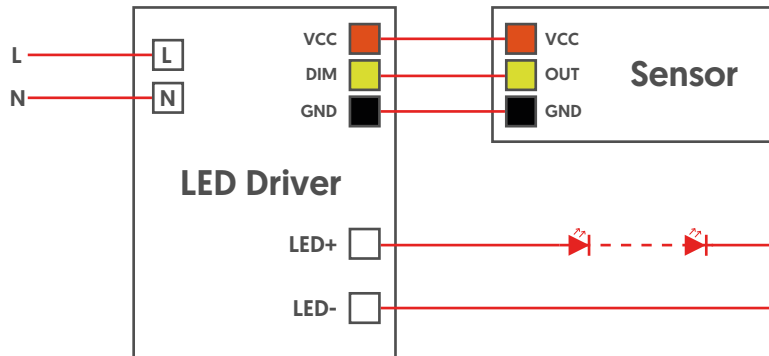 L
L
N
N
VCC
DIM
GND
VCC
OUT
GND
Sensor
LED Driver
LED+
LED-